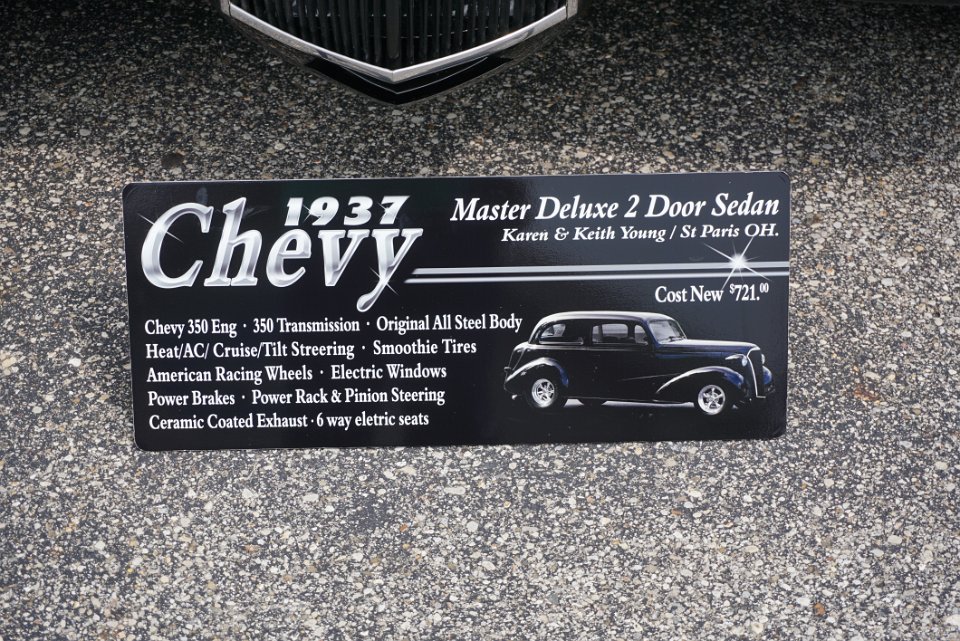 1937
Chevy
Master Deluxe 2 Door Sedan
Karen & Keith Young / St Paris OH.
Cost New $721.00
Chevy 350 Eng · 350 Transmission · Original All Steel Body
Heat/AC/ Cruise/Tilt Streering · Smoothie Tires
American Racing Wheels · Electric Windows
Power Brakes · Power Rack & Pinion Steering
Ceramic Coated Exhaust · 6 way eletric seats